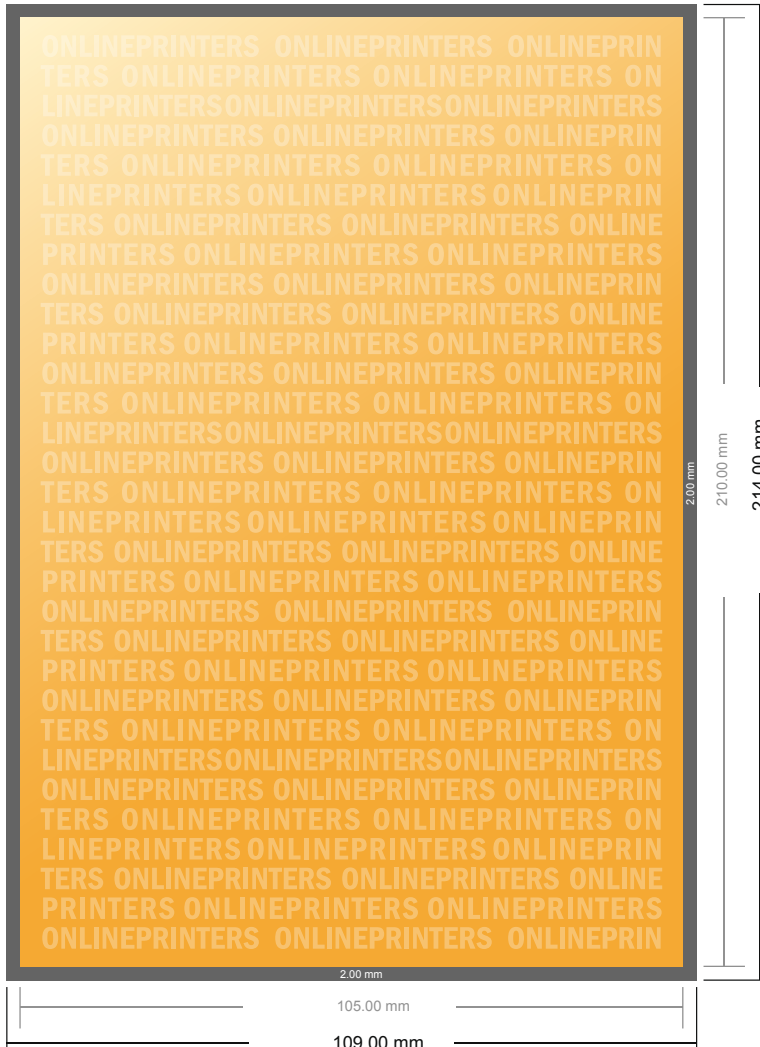 ONLINEPRINTERS ONLINEPRINTERS ONLINEPRIN
TERS ONLINEPRINTERS ONLINEPRINTERS ON
LINEPRINTERSONLINEPRINTERSONLINEPRINTERS
ONLINEPRINTERS ONLINEPRINTERS ONLINEPRIN
TERS ONLINEPRINTERS ONLINEPRINTERS ON
LINEPRINTERS ONLINEPRINTERS ONLINEPRIN
TERS ONLINEPRINTERS ONLINEPRINTERS ONLINE
PRINTERS ONLINEPRINTERS ONLINEPRINTERS
ONLINEPRINTERS ONLINEPRINTERS ONLINEPRIN
TERS ONLINEPRINTERS ONLINEPRINTERS ONLINE
PRINTERS ONLINEPRINTERS ONLINEPRINTERS
ONLINEPRINTERS ONLINEPRINTERS ONLINEPRIN
TERS ONLINEPRINTERS ONLINEPRINTERS ON
LINEPRINTERSONLINEPRINTERSONLINEPRINTERS
ONLINEPRINTERS ONLINEPRINTERS ONLINEPRIN
TERS ONLINEPRINTERS ONLINEPRINTERS ON
LINEPRINTERS ONLINEPRINTERS ONLINEPRIN
TERS ONLINEPRINTERS ONLINEPRINTERS ONLINE
PRINTERS ONLINEPRINTERS ONLINEPRINTERS
ONLINEPRINTERS ONLINEPRINTERS ONLINEPRIN
TERS ONLINEPRINTERS ONLINEPRINTERS ONLINE
PRINTERS ONLINEPRINTERS ONLINEPRINTERS
ONLINEPRINTERS ONLINEPRINTERS ONLINEPRIN
TERS ONLINEPRINTERS ONLINEPRINTERS ON
LINEPRINTERSONLINEPRINTERSONLINEPRINTERS
ONLINEPRINTERS ONLINEPRINTERS ONLINEPRIN
TERS ONLINEPRINTERS ONLINEPRINTERS ON
LINEPRINTERS ONLINEPRINTERS ONLINEPRIN
TERS ONLINEPRINTERS ONLINEPRINTERS ONLINE
PRINTERS ONLINEPRINTERS ONLINEPRINTERS
ONLINEPRINTERS ONLINEPRINTERS ONLINEPRIN
2.00 mm
210.00 mm
214.00 mm
2.00 mm
105.00 mm
109.00 mm